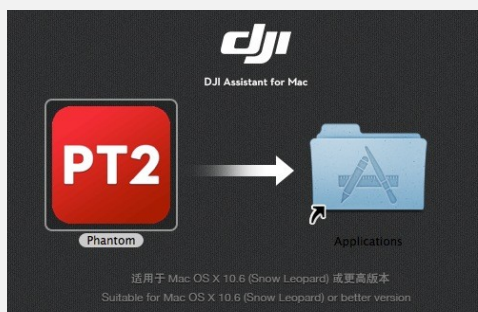 dji
DJI Assistant for Mac
PT2
Phantom
Applications
适用于 Mac OS X 10.6 (Snow Leopard) 或更高版本
Suitable for Mac OS X 10.6 (Snow Leopard) or better version